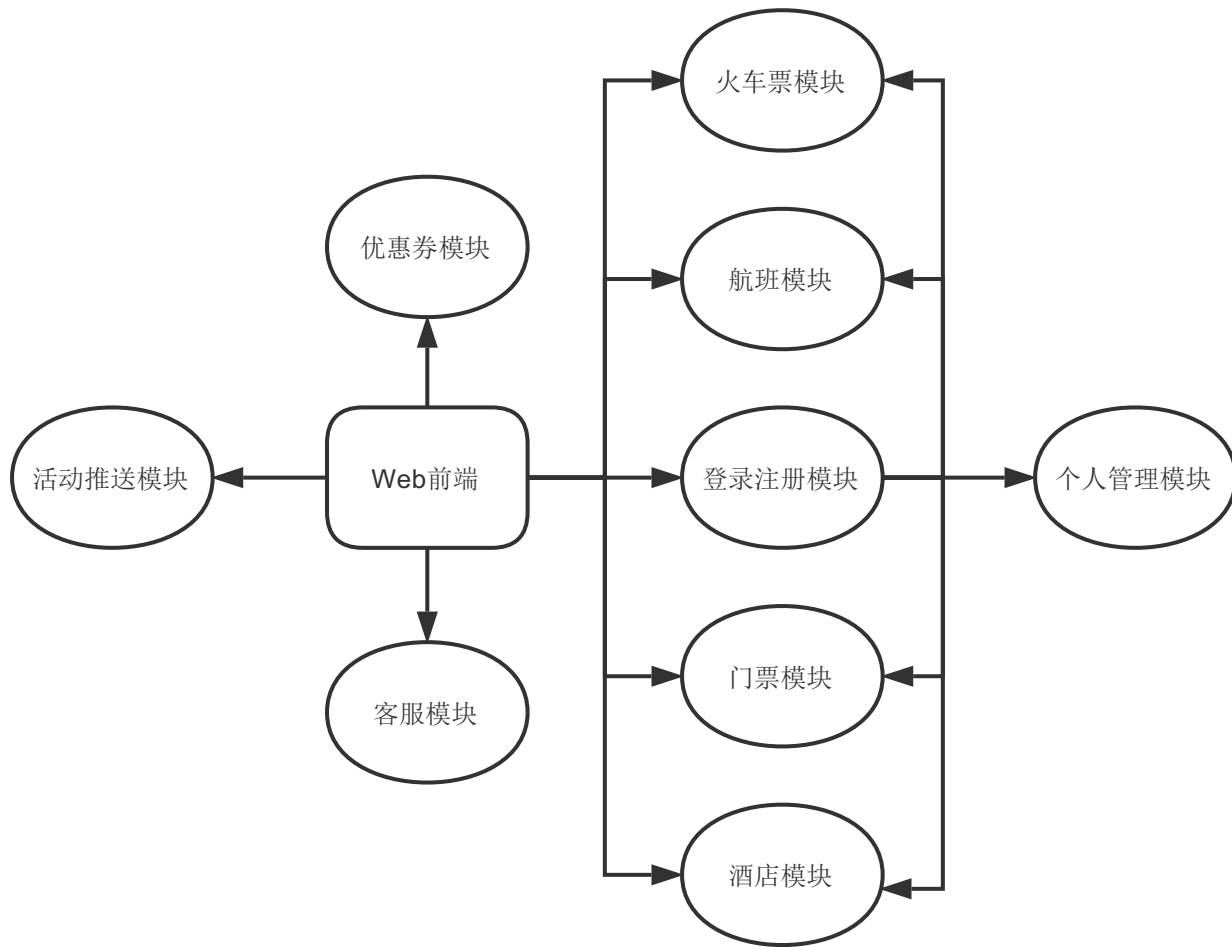 火车票模块
优惠券模块
航班模块
活动推送模块
Web前端
登录注册模块
个人管理模块
门票模块
客服模块
酒店模块